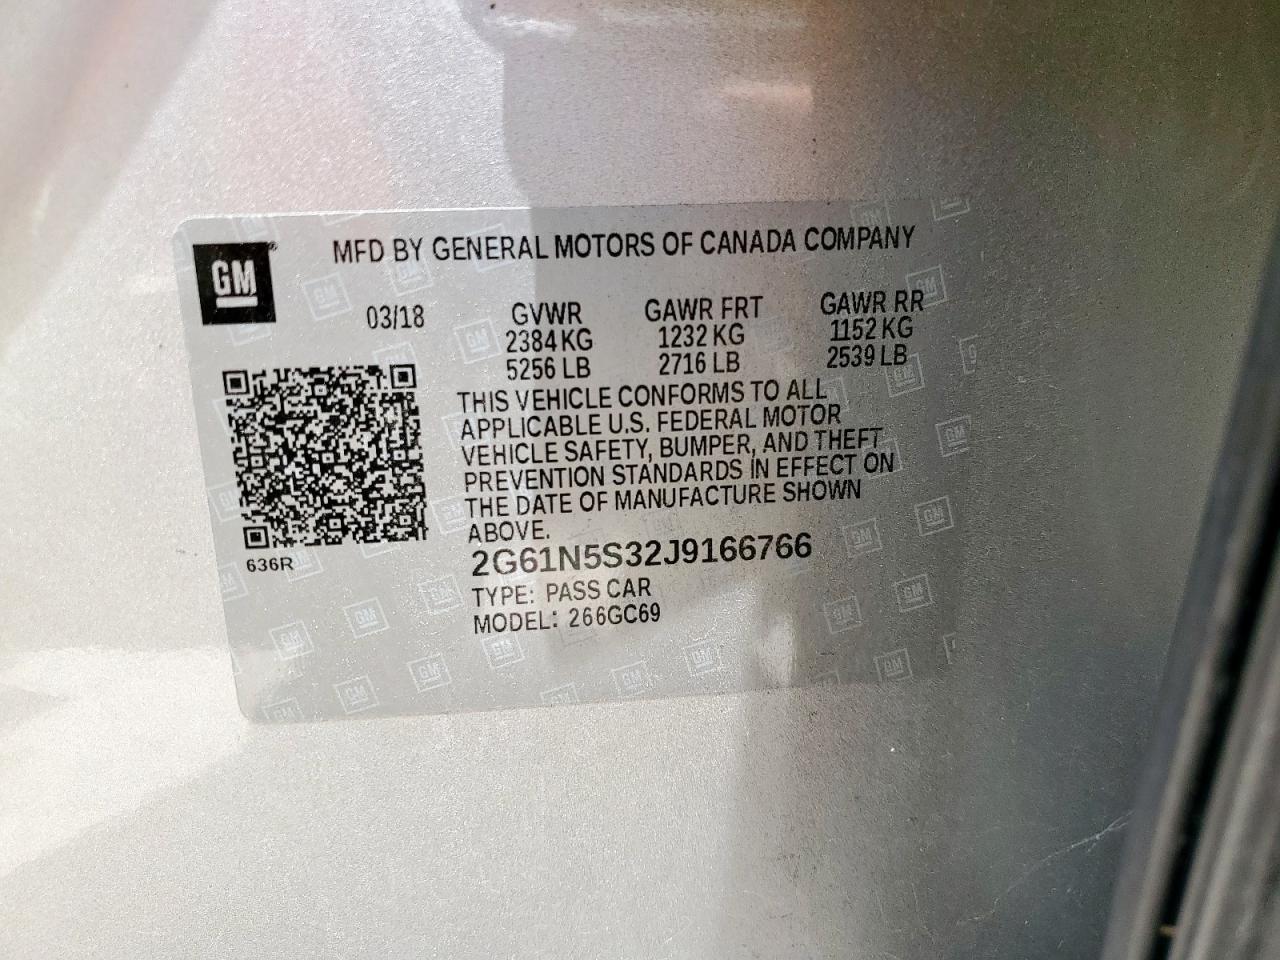 GM
MFD BY GENERAL MOTORS OF CANADA COMPANY
03/18 GVWR GAWR FRT GAWR RR
2384 KG 1232 KG 1152 KG
5256 LB 2716 LB 2539 LB
THIS VEHICLE CONFORMS TO ALL
APPLICABLE U.S. FEDERAL MOTOR
VEHICLE SAFETY, BUMPER, AND THEFT
PREVENTION STANDARDS IN EFFECT ON
THE DATE OF MANUFACTURE SHOWN
ABOVE.
636R
2G61N5S32J9166766
TYPE: PASS CAR
MODEL: 266GC69